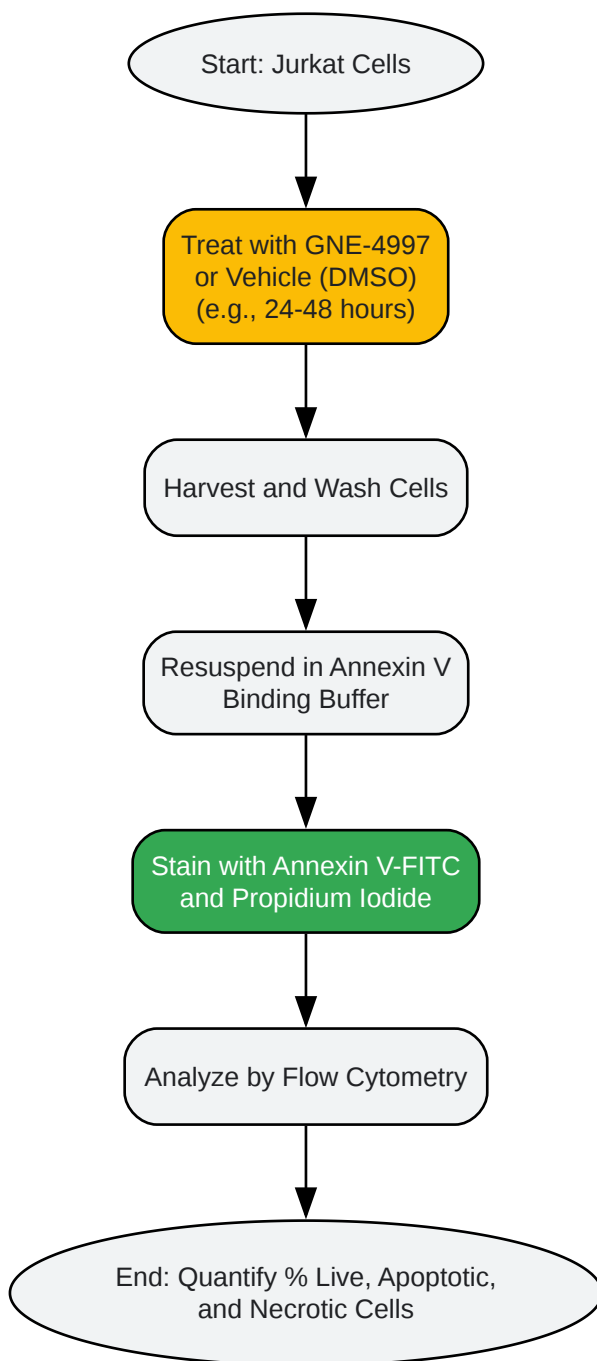 Start: Jurkat Cells
Treat with GNE-4997
or Vehicle (DMSO)
(e.g., 24-48 hours)
Harvest and Wash Cells
Resuspend in Annexin V
Binding Buffer
Stain with Annexin V-FITC
and Propidium Iodide
Analyze by Flow Cytometry
End: Quantify % Live, Apoptotic,
and Necrotic Cells